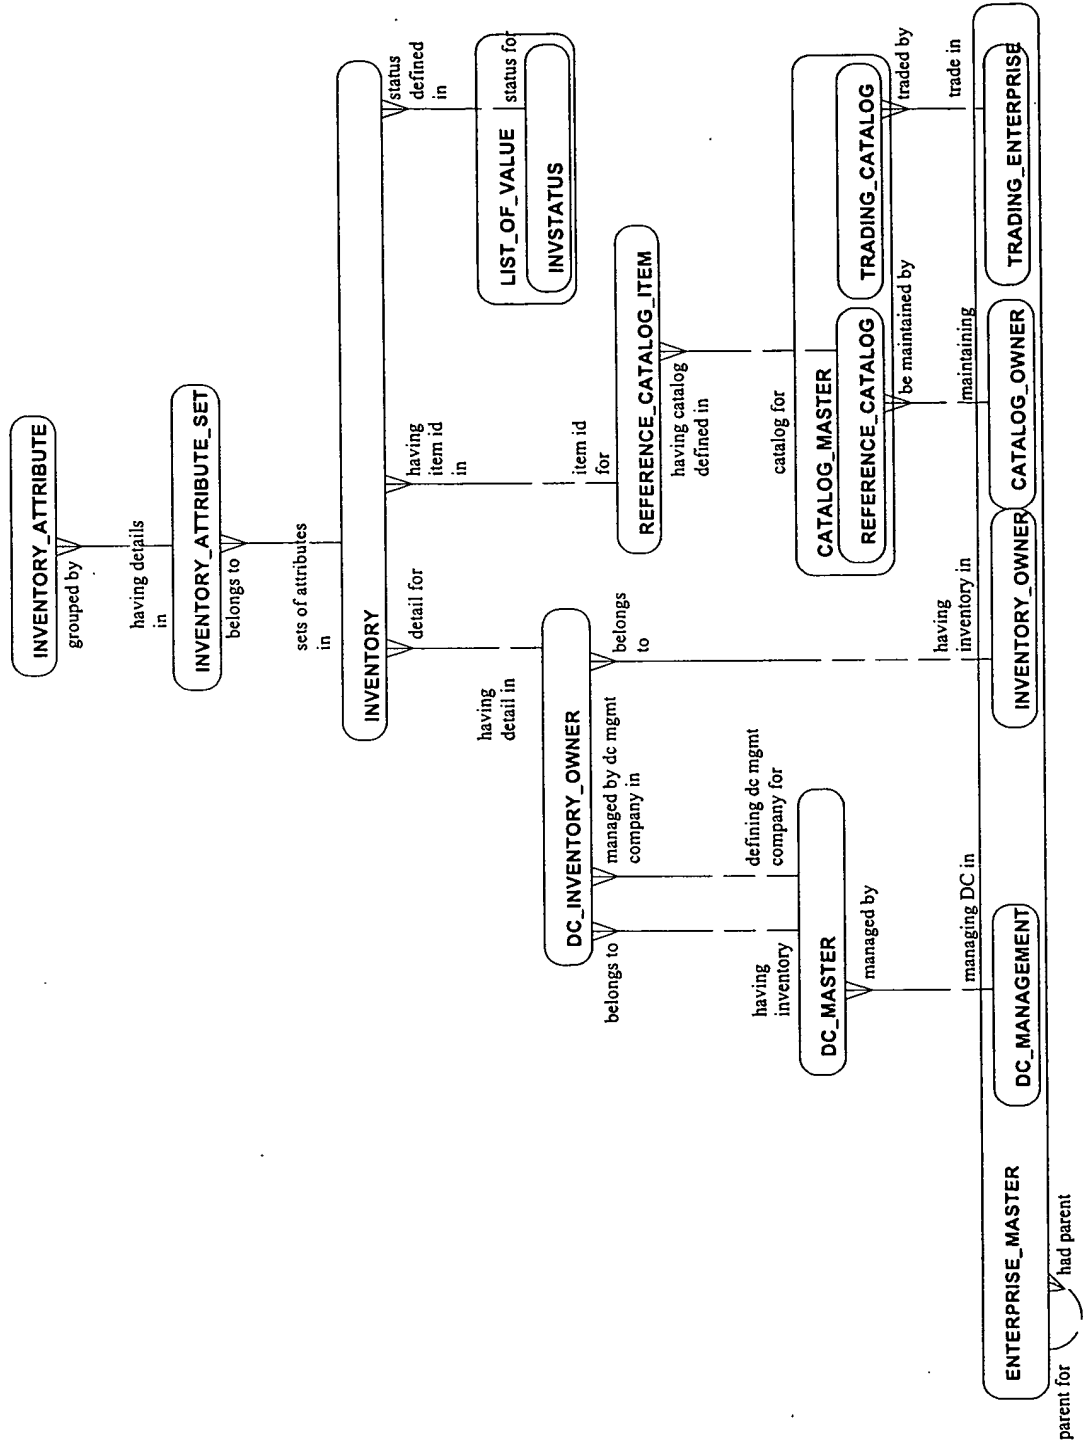 INVENTORY_ATTRIBUTE
grouped by
having details
in
INVENTORY_ATTRIBUTE_SET
belongs to
sets of attributes
in
INVENTORY
detail for
having
item id
in
status
defined
in
having
detail in
item id
for
status for
LIST_OF_VALUE
INVSTATUS
DC_INVENTORY_OWNER
belongs to
managed by dc mgmt
company in
belongs
to
REFERENCE_CATALOG_ITEM
having catalog
defined in
catalog for
having
inventory
defining dc mgmt
company for
DC_MASTER
managed by
CATALOG_MASTER
REFERENCE_CATALOG
TRADING_CATALOG
be maintained by
traded by
managing DC in
having
inventory in
maintaining
trade in
ENTERPRISE_MASTER
DC_MANAGEMENT
INVENTORY_OWNER
CATALOG_OWNER
TRADING_ENTERPRISE
parent for
had parent